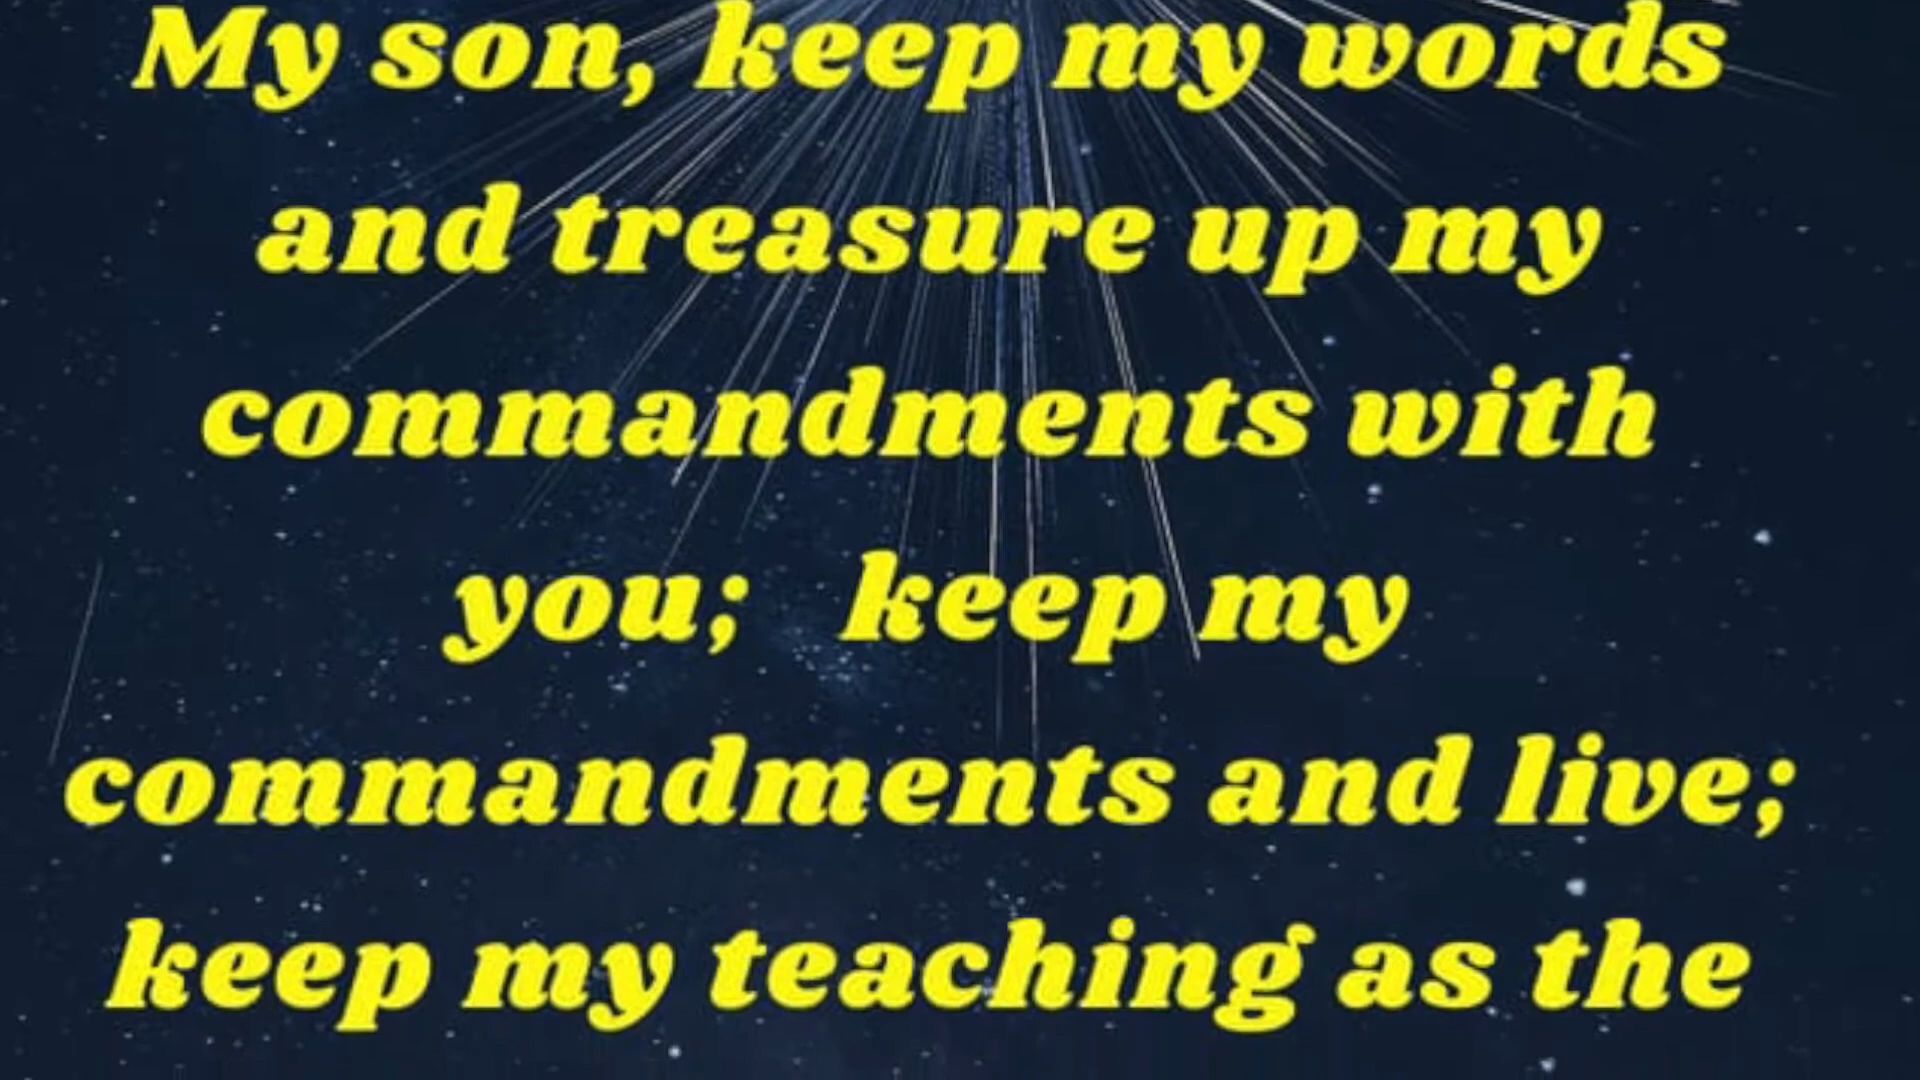 My son, keep my words
and treasure up my
commandments with
you; keep my
commandments and live;
keep my teaching as the